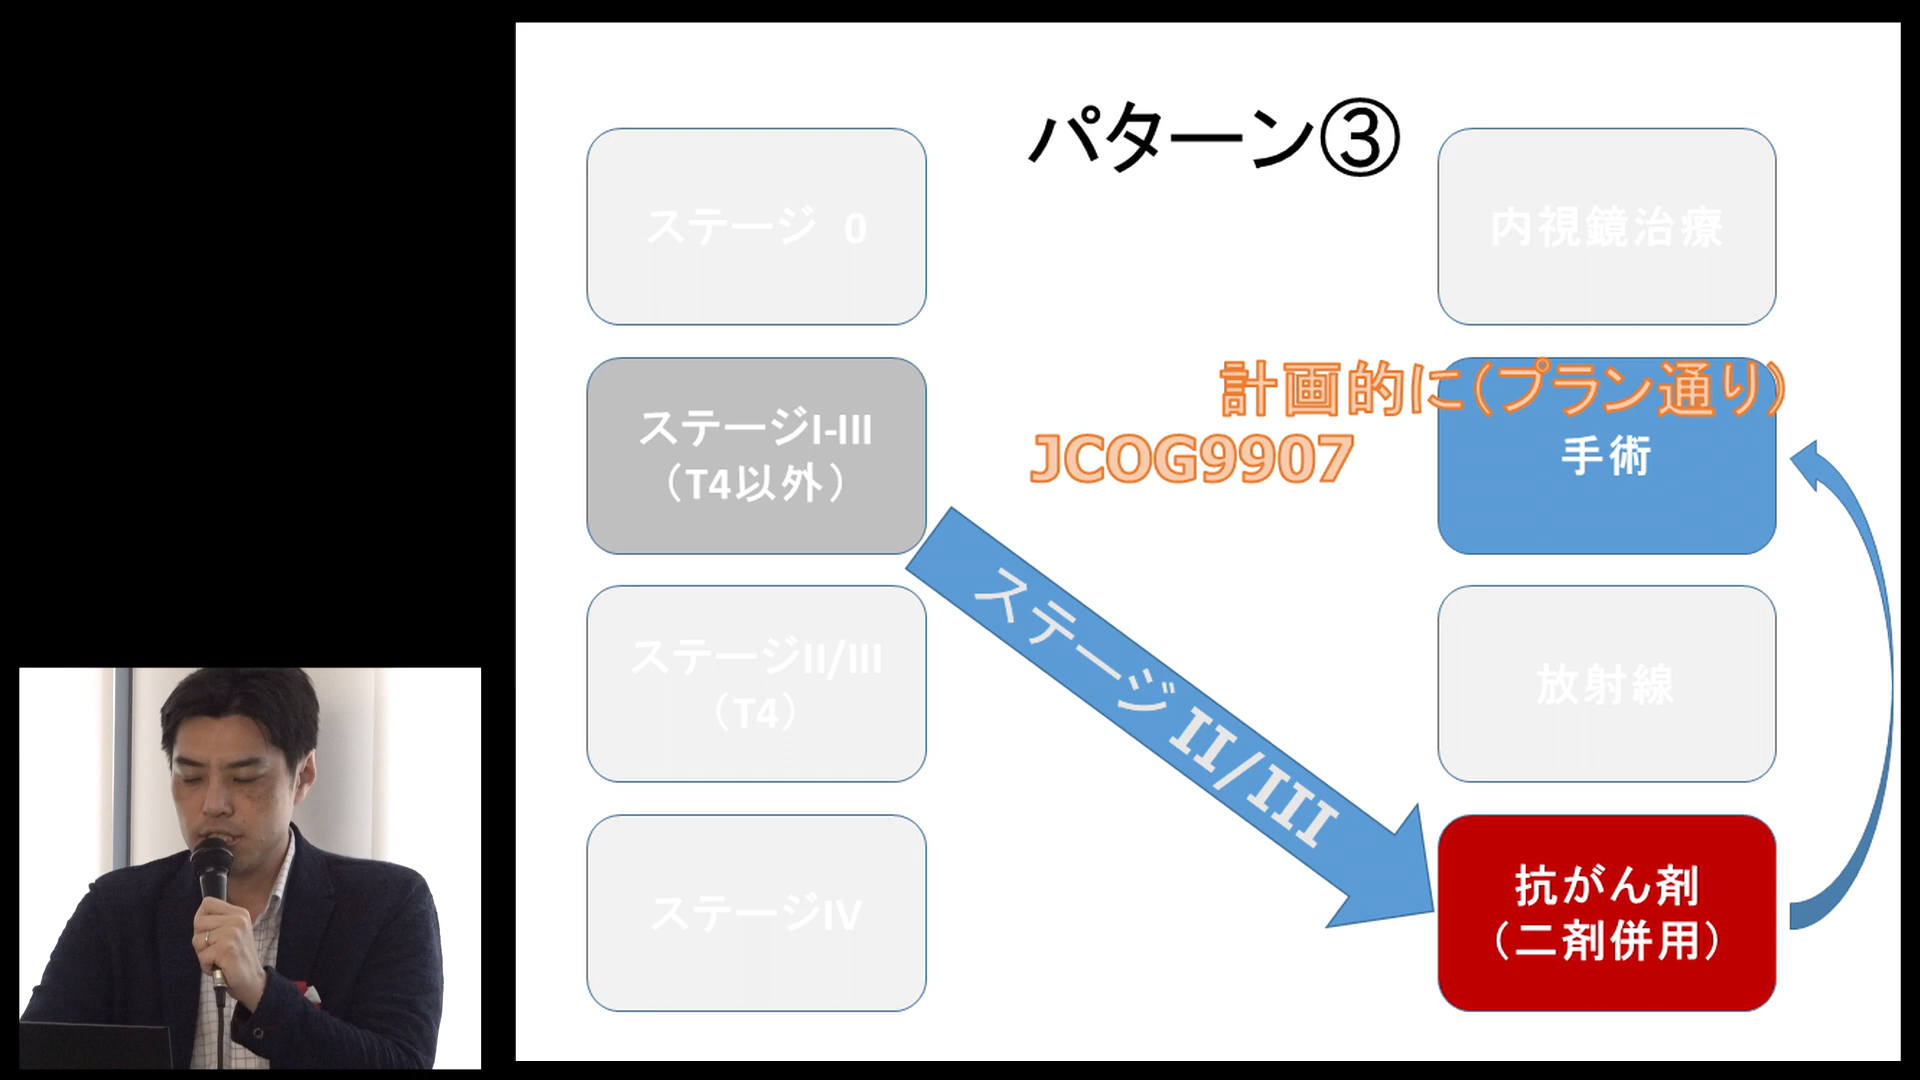 パターン③
ステージ 0
内視鏡治療
計画的に（プラン通り）
ステージI-III
（T4以外）
JCOG9907
手術
ステージ II/III
ステージII/III
（T4）
放射線
ステージIV
抗がん剤
（二剤併用）